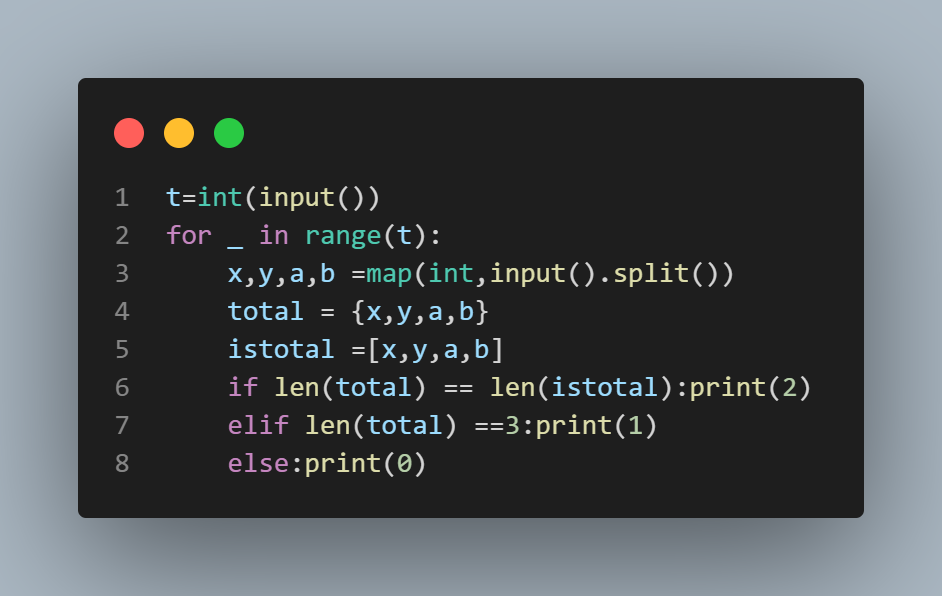 1 t=int(input())
2 for _ in range(t):
3     x,y,a,b =map(int,input().split())
4     total = {x,y,a,b}
5     istotal =[x,y,a,b]
6     if len(total) == len(istotal):print(2)
7     elif len(total) ==3:print(1)
8     else:print(0)